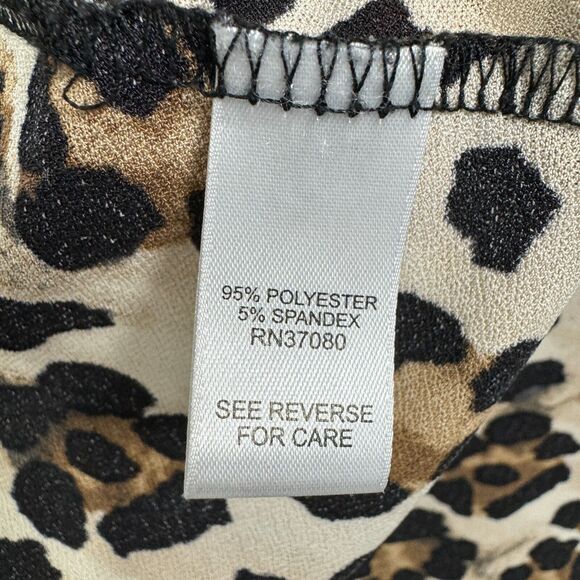 95% POLYESTER
5% SPANDEX
RN37080
SEE REVERSE
FOR CARE